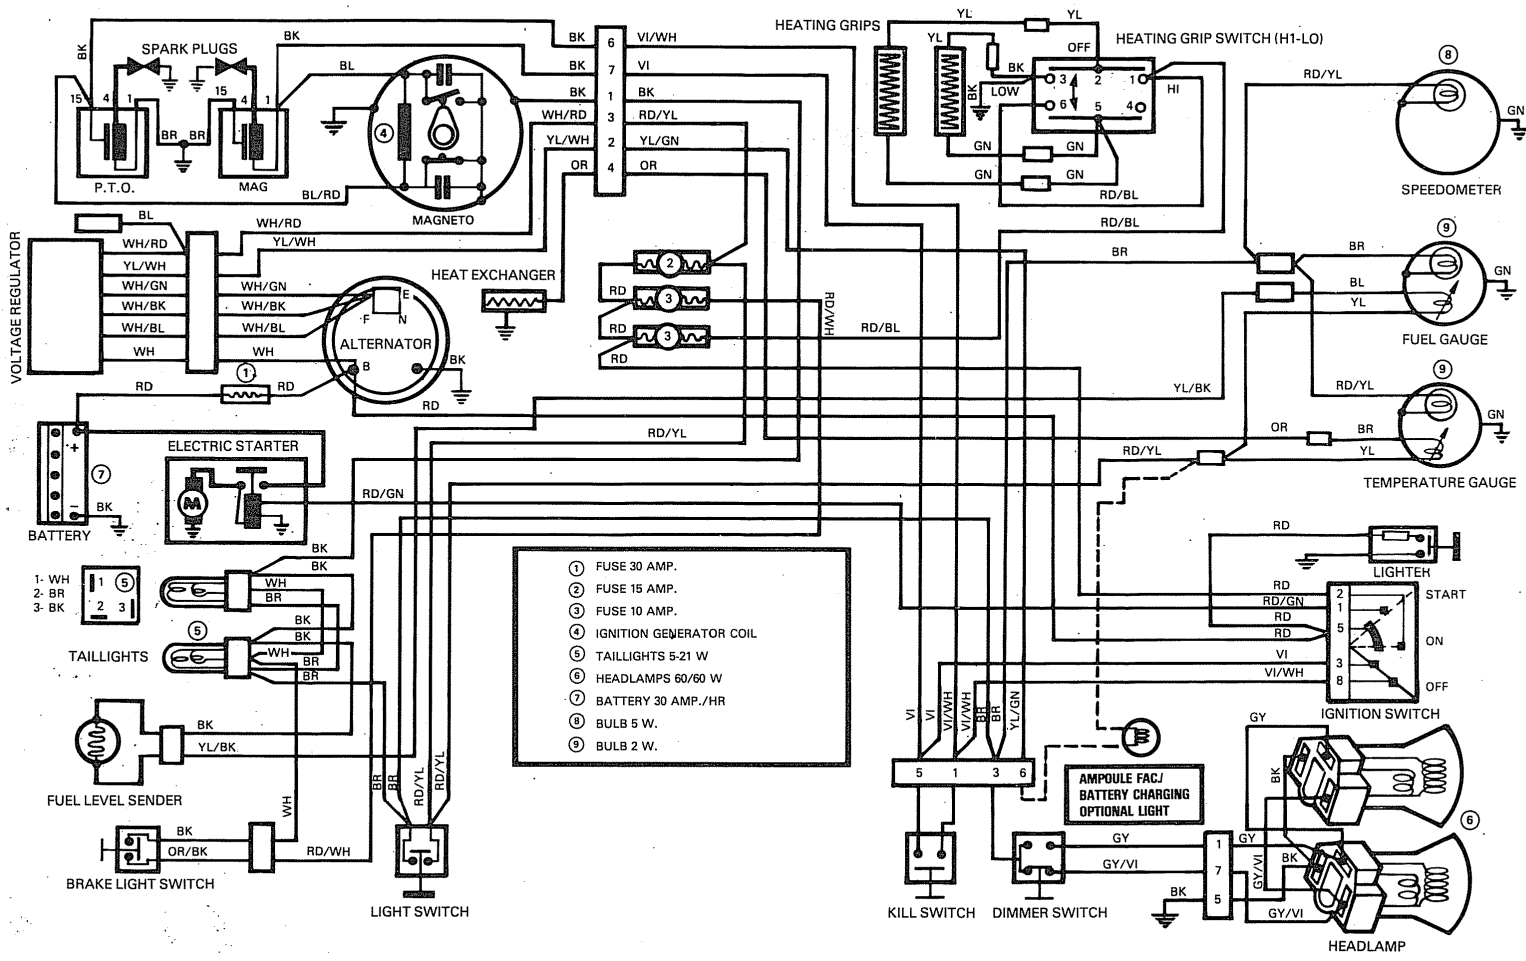 HEATING GRIPS
YL
YL
YL
OFF
HEATING GRIP SWITCH (H1-LO)
BK
LOW
BK
3
2
1
HI
6
5
4
GN
GN
GN
GN
RD/BL
RD/BL
SPARK PLUGS
BK
BK
BL
15
4
1
15
4
1
BR
BR
P.T.O.
MAG
BL/RD
4
MAGNETO
BK
6
VI/WH
BK
7
VI
BK
1
BK
WH/RD
3
RD/YL
YL/WH
2
YL/GN
OR
4
OR
8
RD/YL
GN
SPEEDOMETER
9
BR
BL
YL
GN
FUEL GAUGE
9
RD/YL
GN
OR
BR
YL
RD/YL
TEMPERATURE GAUGE
BR
YL/BK
VOLTAGE REGULATOR
BL
WH/RD
YL/WH
WH/GN
WH/BK
WH/BL
WH
WH/RD
YL/WH
WH/GN
WH/BK
WH/BL
WH
E
F
N
ALTERNATOR
B
BK
HEAT EXCHANGER
2
RD
3
RD
3
RD
RD/WH
RD/BL
1
RD
RD
RD
RD/YL
BATTERY
+
-
7
BK
ELECTRIC STARTER
M
RD/GN
1- WH
2- BR
3- BK
1
5
2
3
TAILLIGHTS
5
BK
BK
WH
BR
BK
BK
WH
BR
BR
FUEL LEVEL SENDER
BK
YL/BK
WH
BRAKE LIGHT SWITCH
BK
OR/BK
RD/WH
BR
BR
RD/YL
RD/YL
LIGHT SWITCH
1 FUSE 30 AMP.
2 FUSE 15 AMP.
3 FUSE 10 AMP.
4 IGNITION GENERATOR COIL
5 TAILLIGHTS 5-21 W
6 HEADLAMPS 60/60 W
7 BATTERY 30 AMP./HR
8 BULB 5 W.
9 BULB 2 W.
RD
LIGHTER
RD
2
START
RD/GN
1
RD
5
RD
ON
VI
3
VI/WH
8
OFF
IGNITION SWITCH
VI
VI
VI/WH
VI/WH
BR
BR
YL/GN
5
1
3
6
AMPOULE FAC./
BATTERY CHARGING
OPTIONAL LIGHT
KILL SWITCH
DIMMER SWITCH
GY
GY/VI
BK
1
7
5
GY
GY
BK
GY/VI
BK
GY/VI
6
HEADLAMP